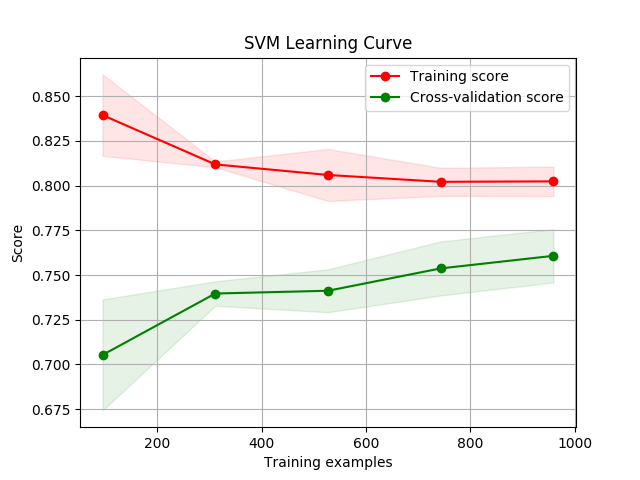 SVM Learning Curve
Training score
Cross-validation score
0.850
0.825
0.800
0.775
0.750
0.725
0.700
0.675
Score
200 400 600 800 1000
Training examples